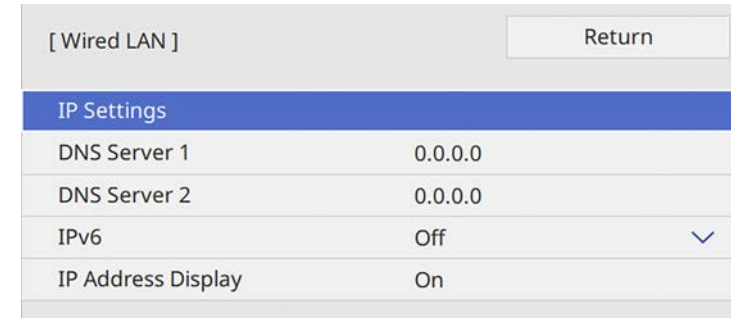 [ Wired LAN ] Return
IP Settings
DNS Server 1 0.0.0.0
DNS Server 2 0.0.0.0
IPv6 Off
IP Address Display On